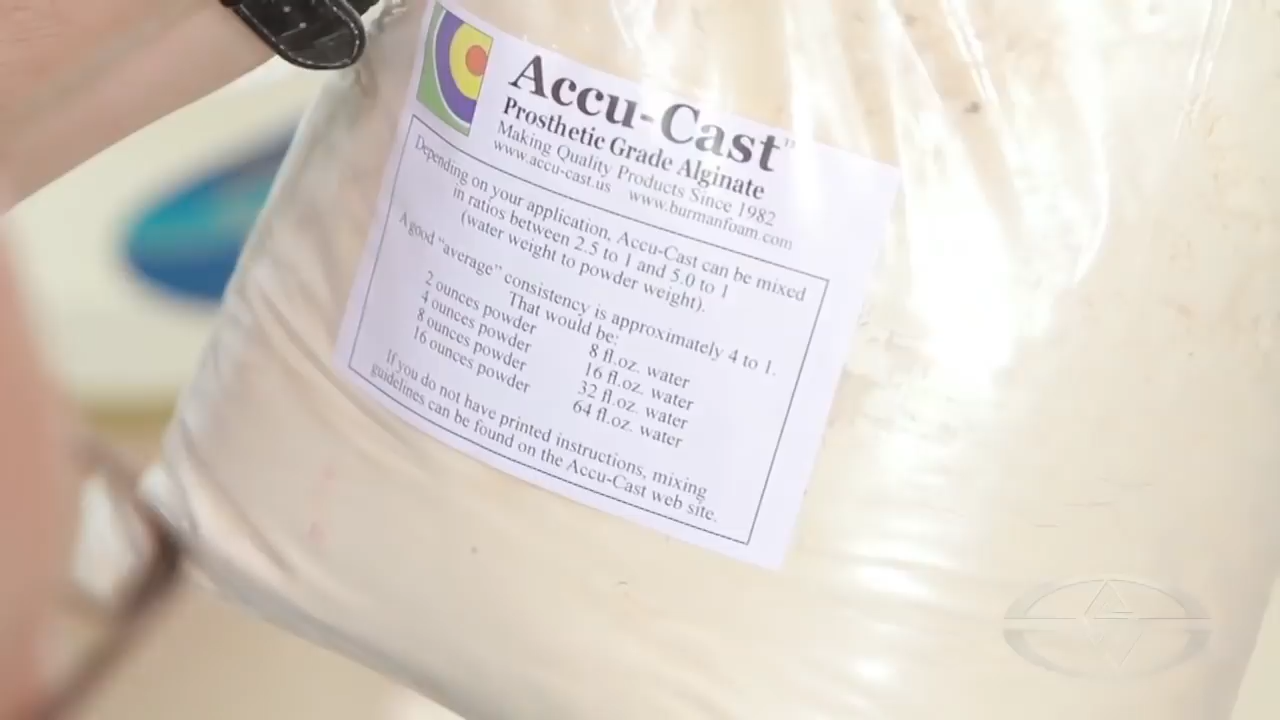 Accu-Cast™
Prosthetic Grade Alginate
Making Quality Products Since 1982
www.accu-cast.us www.burmanfoam.com
Depending on your application, Accu-Cast can be mixed
in ratios between 2.5 to 1 and 5.0 to 1
(water weight to powder weight).
A good "average" consistency is approximately 4 to 1.
That would be:
2 ounces powder 8 fl.oz. water
4 ounces powder 16 fl.oz. water
8 ounces powder 32 fl.oz. water
16 ounces powder 64 fl.oz. water
If you do not have printed instructions, mixing
guidelines can be found on the Accu-Cast web site.